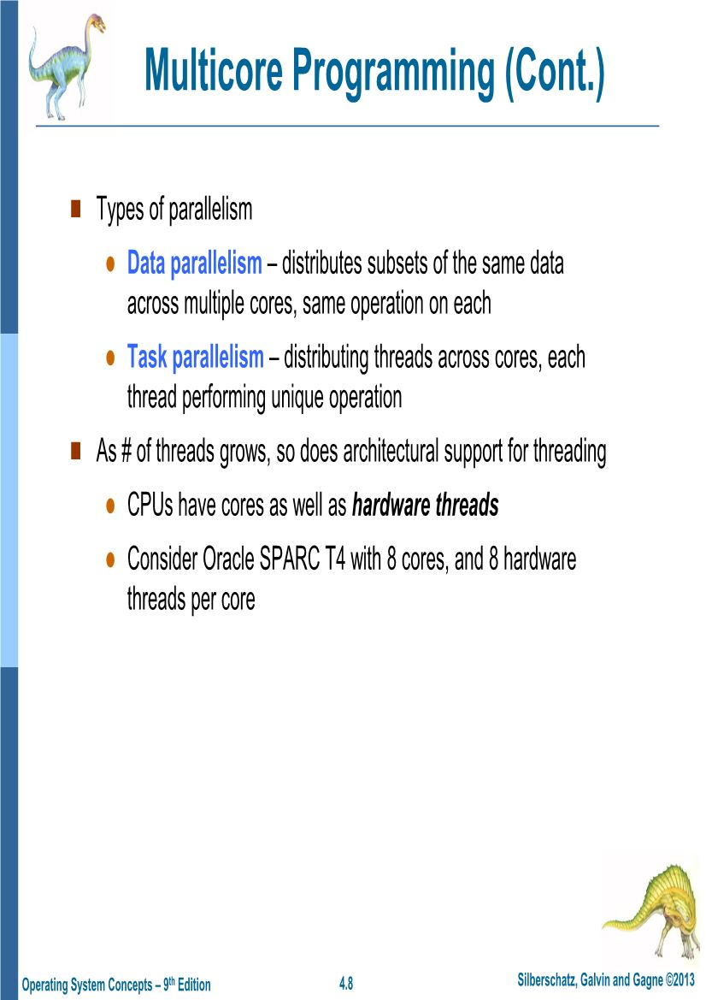 Multicore Programming (Cont.)
Types of parallelism
Data parallelism – distributes subsets of the same data
across multiple cores, same operation on each
Task parallelism – distributing threads across cores, each
thread performing unique operation
As # of threads grows, so does architectural support for threading
CPUs have cores as well as hardware threads
Consider Oracle SPARC T4 with 8 cores, and 8 hardware
threads per core
Operating System Concepts – 9th Edition
4.8
Silberschatz, Galvin and Gagne ©2013